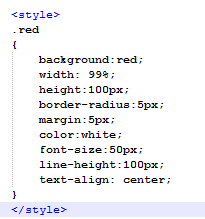 <style>
.red
{
    background:red;
    width: 99%;
    height:100px;
    border-radius:5px;
    margin:5px;
    color:white;
    font-size:50px;
    line-height:100px;
    text-align: center;
}
</style>